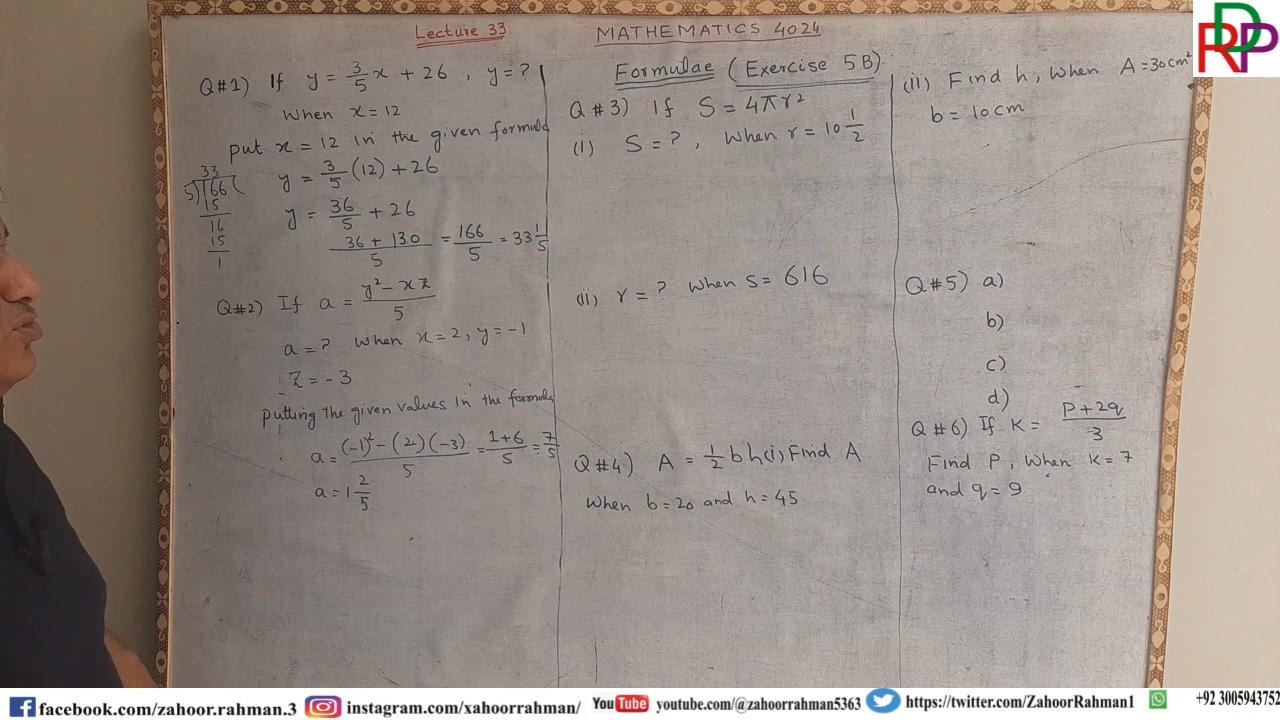 Lecture 33
MATHEMATICS 4024
Formulae (Exercise 5B)
Q#1) If y = 3/5 x + 26 , y = ?
When x = 12
put x = 12 in the given formula
y = 3/5 (12) + 26
y = 36/5 + 26
36 + 130 / 5 = 166/5 = 33 1/5
33
5)166(
15
16
15
1
Q#2) If a = y² - xz / 5
a = ? When x = 2, y = -1
z = -3
putting the given values in the formula
a = (-1)² - (2)(-3) / 5 = 1+6 / 5 = 7/5
a = 1 2/5
Q#3) If S = 4πr²
(i) S = ? , When r = 10 1/2
(ii) r = ? When S = 616
Q#4) A = 1/2 b h (i) Find A
When b = 20 and h = 45
(ii) Find h, When A = 30 cm²
b = 10 cm
Q#5) a)
b)
c)
d)
Q#6) If K = P + 2q / 3
Find P, When K = 7
and q = 9
RDP
facebook.com/zahoor.rahman.3
instagram.com/xahoorrahman/
YouTube youtube.com/@zahoorrahman5363
https://twitter.com/ZahoorRahman1
+92 3005943752